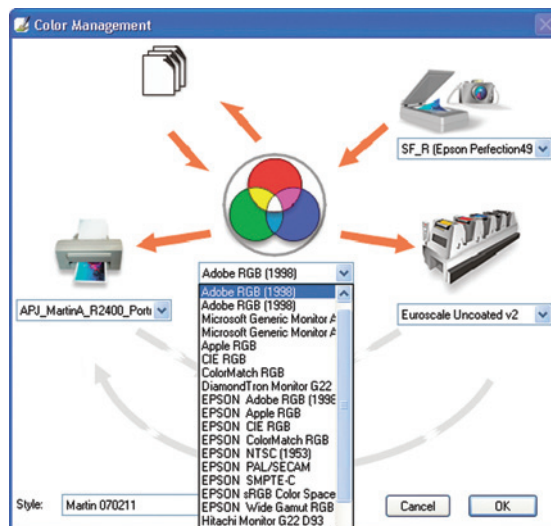 Color Management
SF_R (Epson Perfection49
Adobe RGB (1998)
APJ_MartinA_R2400_Port
Euroscale Uncoated v2
Adobe RGB (1998)
Adobe RGB (1998)
Microsoft Generic Monitor
Microsoft Generic Monitor
Apple RGB
CIE RGB
ColorMatch RGB
DiamondTron Monitor G22
EPSON Adobe RGB (1998
EPSON Apple RGB
EPSON CIE RGB
EPSON ColorMatch RGB
EPSON NTSC (1953)
EPSON PAL/SECAM
EPSON SMPTE-C
EPSON sRGB Color Space
EPSON Wide Gamut RGB
Hitachi Monitor G22 D93
Style: Martin 070211
Cancel OK